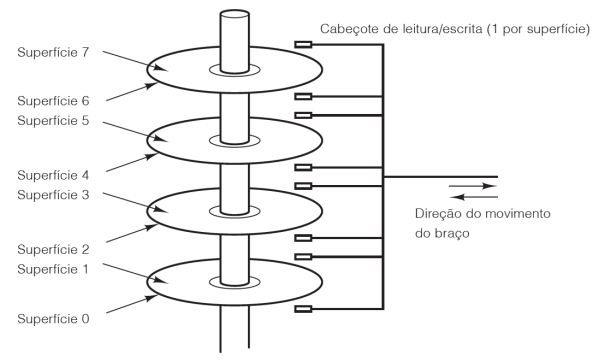 Cabeçote de leitura/escrita (1 por superfície)
Superfície 7
Superfície 6
Superfície 5
Superfície 4
Superfície 3
Superfície 2
Superfície 1
Superfície 0
Direção do movimento
do braço